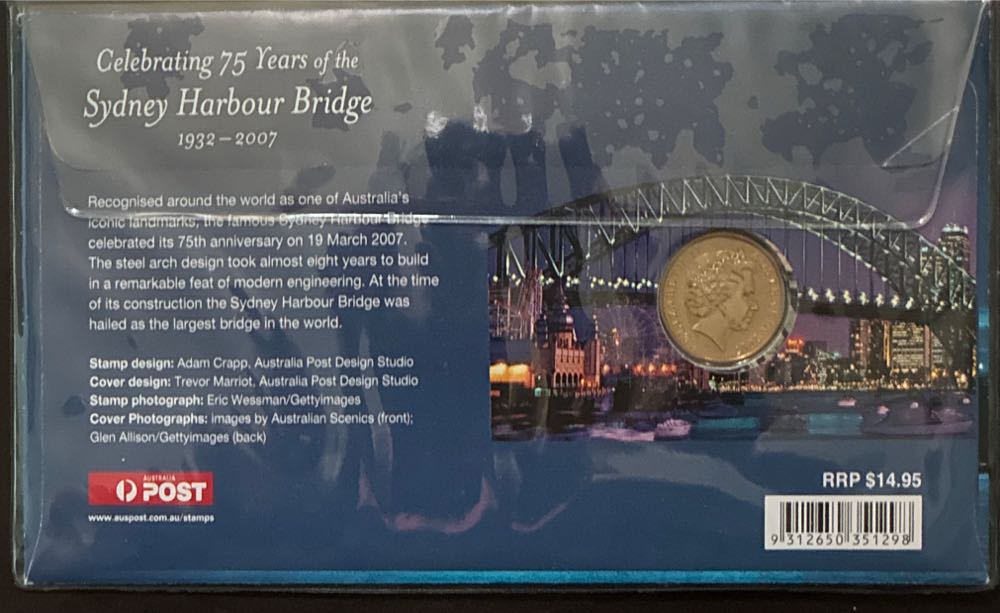 Celebrating 75 Years of the
Sydney Harbour Bridge
1932–2007
Recognised around the world as one of Australia's
iconic landmarks, the famous Sydney Harbour Bridge
celebrated its 75th anniversary on 19 March 2007.
The steel arch design took almost eight years to build
in a remarkable feat of modern engineering. At the time
of its construction the Sydney Harbour Bridge was
hailed as the largest bridge in the world.
Stamp design: Adam Crapp, Australia Post Design Studio
Cover design: Trevor Marriot, Australia Post Design Studio
Stamp photograph: Eric Wessman/Gettyimages
Cover Photographs: images by Australian Scenics (front);
Glen Allison/Gettyimages (back)
AUSTRALIA
POST
www.auspost.com.au/stamps
RRP $14.95
9 312650 351298